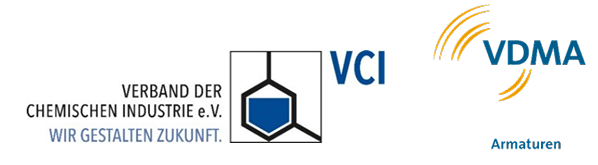 VERBAND DER
CHEMISCHEN INDUSTRIE e.V.
WIR GESTALTEN ZUKUNFT.
VCI
VDMA
Armaturen